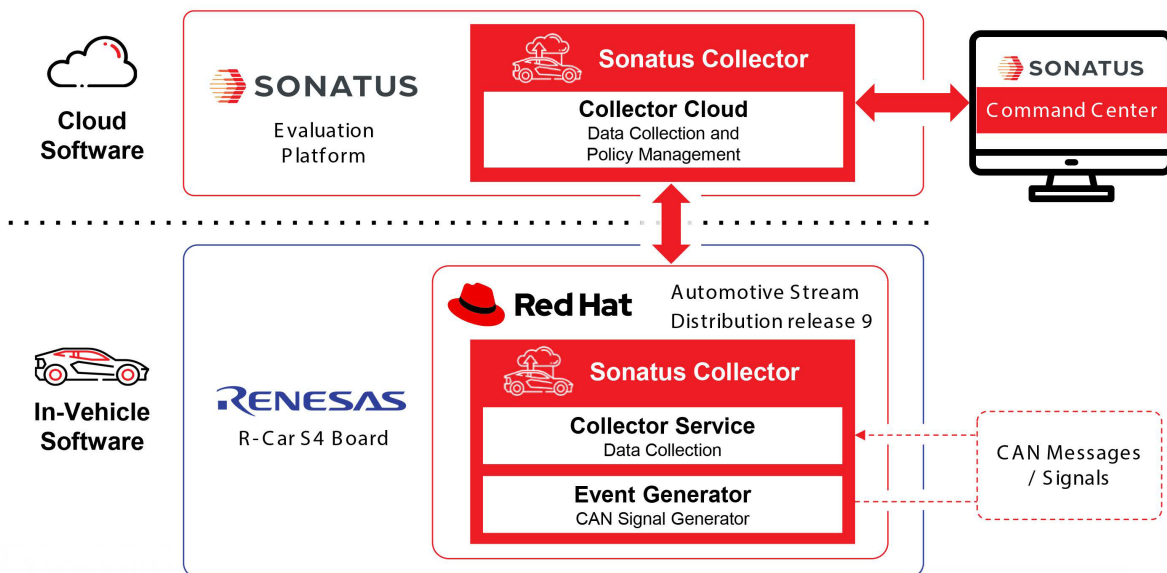 Cloud
Software
SONATUS
Evaluation
Platform
Sonatus Collector
Collector Cloud
Data Collection and
Policy Management
SONATUS
Command Center
In-Vehicle
Software
RENESAS
R-Car S4 Board
Red Hat
Automotive Stream
Distribution release 9
Sonatus Collector
Collector Service
Data Collection
Event Generator
CAN Signal Generator
CAN Messages
/ Signals